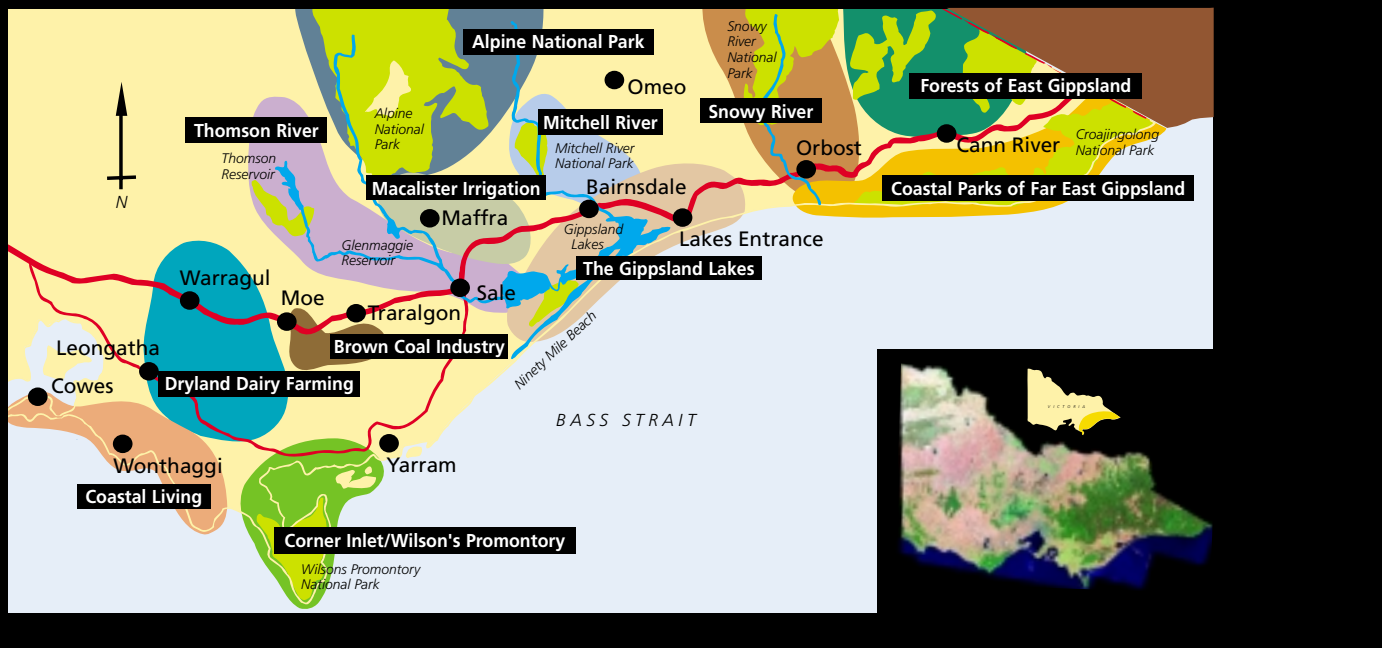 Snowy
River
National
Park
Alpine National Park
Omeo
Forests of East Gippsland
Alpine
National
Park
Thomson River
Mitchell River
Snowy River
Thomson
Reservoir
Mitchell River
National Park
Orbost
Cann River
Croajingolong
National Park
N
Macalister Irrigation
Bairnsdale
Coastal Parks of Far East Gippsland
Maffra
Gippsland
Lakes
Lakes Entrance
Glenmaggie
Reservoir
The Gippsland Lakes
Warragul
Moe
Sale
Traralgon
Brown Coal Industry
Ninety Mile Beach
Leongatha
Cowes
Dryland Dairy Farming
BASS STRAIT
VICTORIA
Wonthaggi
Yarram
Coastal Living
Corner Inlet/Wilson's Promontory
Wilsons Promontory
National Park